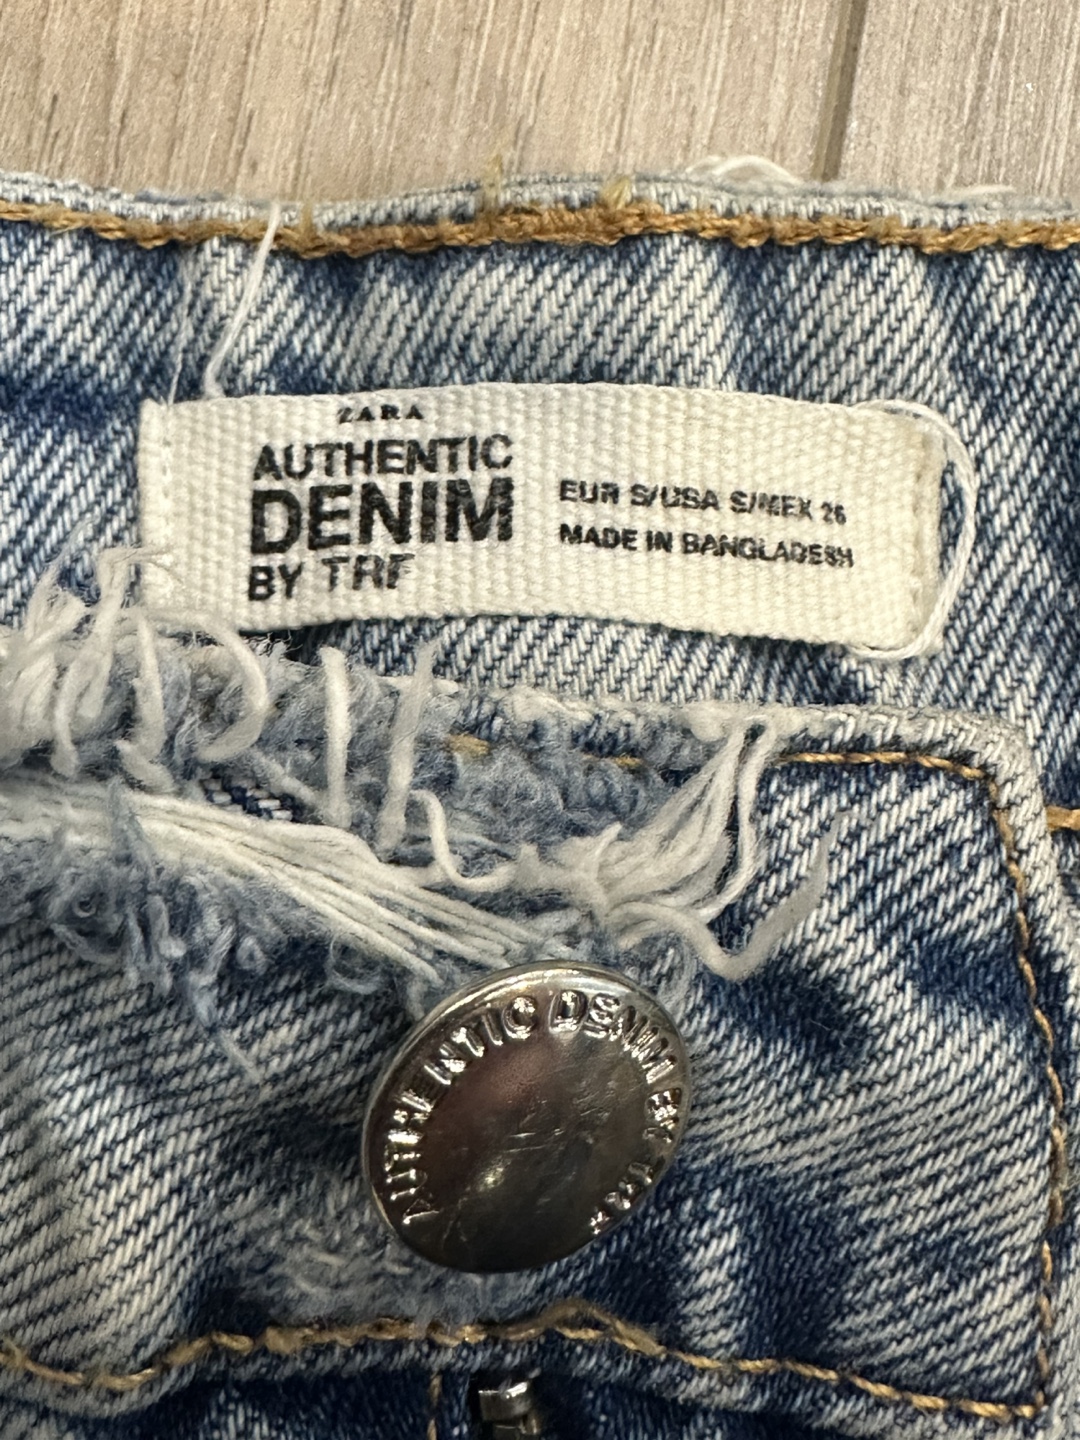 ZARA
AUTHENTIC
DENIM
BY TRF
EUR S/USA S/MEX 26
MADE IN BANGLADESH
AUTHENTIC DENIM BY TRF